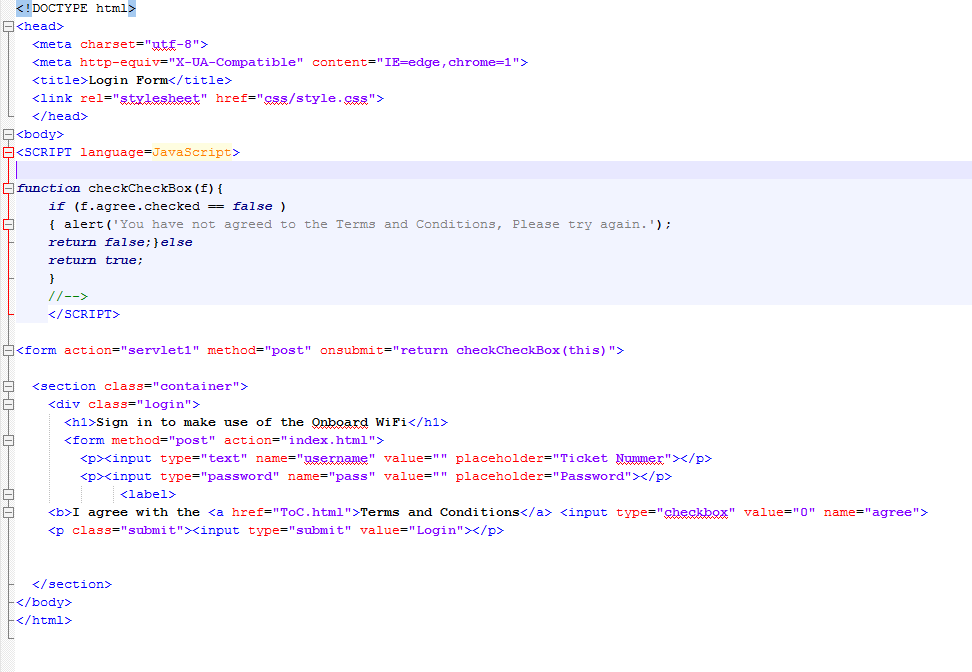 <!DOCTYPE html>
<head>
<meta charset="utf-8">
<meta http-equiv="X-UA-Compatible" content="IE=edge,chrome=1">
<title>Login Form</title>
<link rel="stylesheet" href="css/style.css">
</head>
<body>
<SCRIPT language=JavaScript>
function checkCheckBox(f){
if (f.agree.checked == false )
{ alert('You have not agreed to the Terms and Conditions, Please try again.');
return false;}else
return true;
}
//-->
</SCRIPT>
<form action="servlet1" method="post" onsubmit="return checkCheckBox(this)">
<section class="container">
<div class="login">
<h1>Sign in to make use of the Onboard WiFi</h1>
<form method="post" action="index.html">
<p><input type="text" name="username" value="" placeholder="Ticket Nummer"></p>
<p><input type="password" name="pass" value="" placeholder="Password"></p>
<label>
<b>I agree with the <a href="ToC.html">Terms and Conditions</a> <input type="checkbox" value="0" name="agree">
<p class="submit"><input type="submit" value="Login"></p>
</section>
</body>
</html>